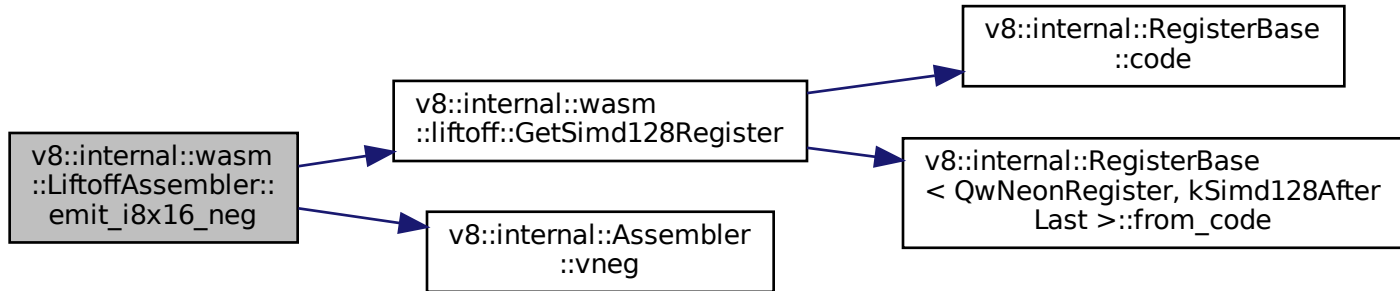 v8::internal::wasm
::LiftoffAssembler::
emit_i8x16_neg
v8::internal::wasm
::liftoff::GetSimd128Register
v8::internal::Assembler
::vneg
v8::internal::RegisterBase
::code
v8::internal::RegisterBase
< QwNeonRegister, kSimd128After
Last >::from_code